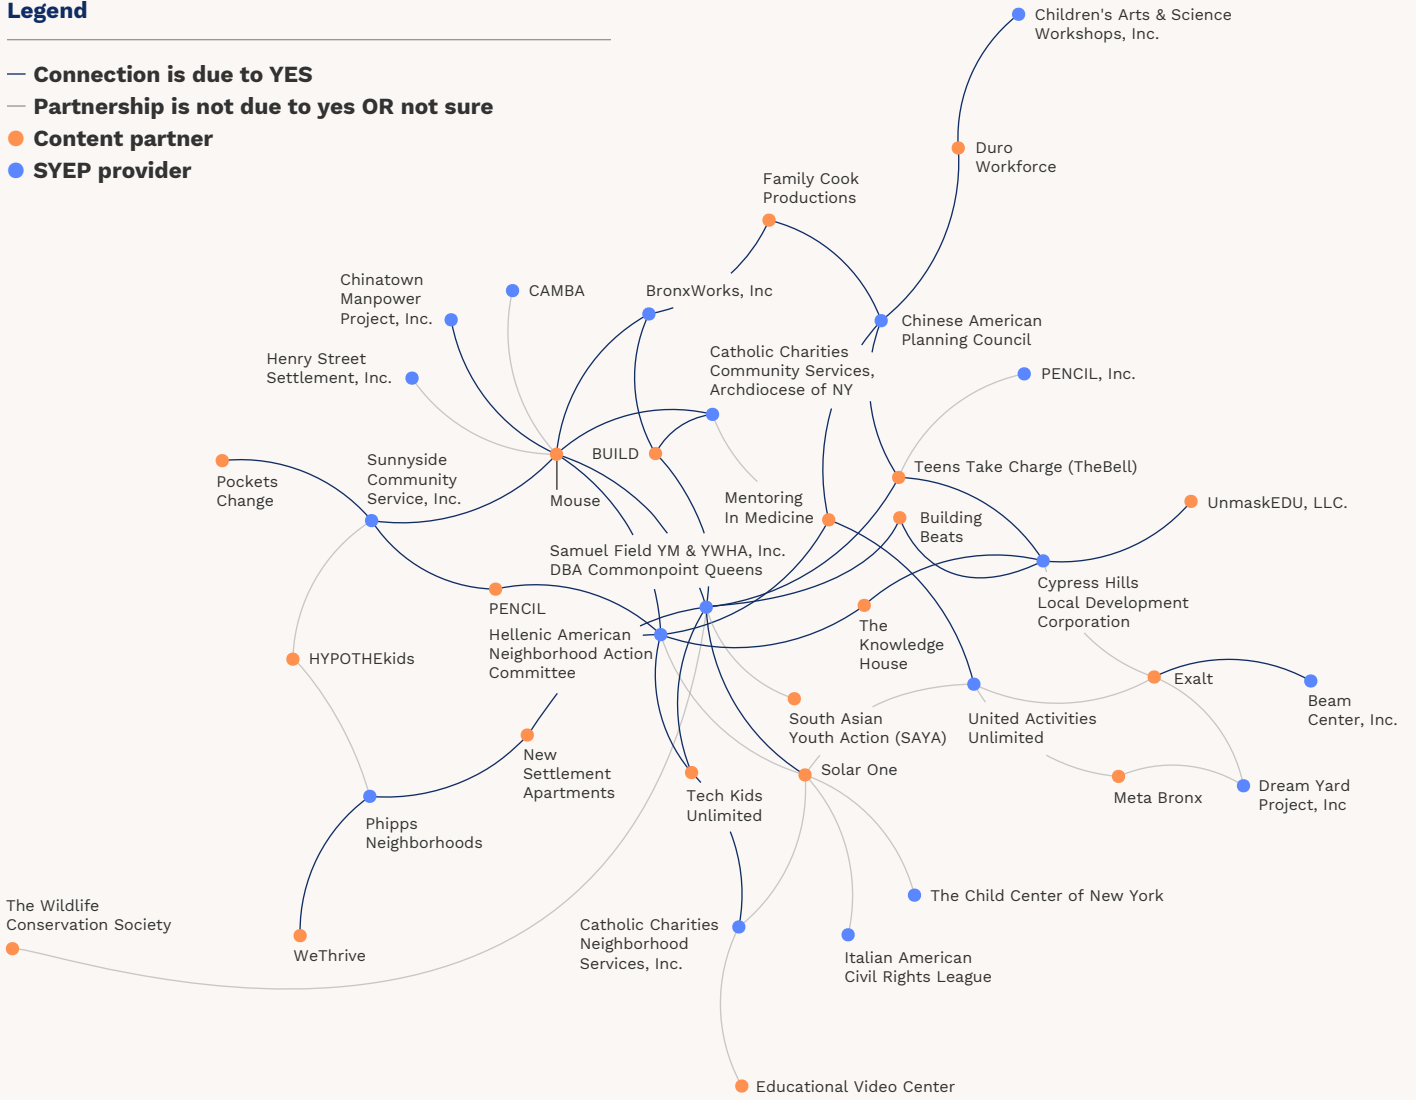 Legend
Connection is due to YES
Partnership is not due to yes OR not sure
Content partner
SYEP provider
Children's Arts & Science
Workshops, Inc.
Duro
Workforce
Family Cook
Productions
Chinatown
Manpower
Project, Inc.
CAMBA
BronxWorks, Inc
Chinese American
Planning Council
Henry Street
Settlement, Inc.
Catholic Charities
Community Services,
Archdiocese of NY
PENCIL, Inc.
Pockets
Change
Sunnyside
Community
Service, Inc.
BUILD
Mouse
Mentoring
In Medicine
Teens Take Charge (TheBell)
Building
Beats
UnmaskEDU, LLC.
Samuel Field YM & YWHA, Inc.
DBA Commonpoint Queens
Cypress Hills
Local Development
Corporation
PENCIL
Hellenic American
Neighborhood Action
Committee
The
Knowledge
House
HYPOTHEkids
Exalt
Beam
Center, Inc.
South Asian
Youth Action (SAYA)
United Activities
Unlimited
New
Settlement
Apartments
Solar One
Tech Kids
Unlimited
Meta Bronx
Dream Yard
Project, Inc
Phipps
Neighborhoods
The Child Center of New York
The Wildlife
Conservation Society
WeThrive
Catholic Charities
Neighborhood
Services, Inc.
Italian American
Civil Rights League
Educational Video Center